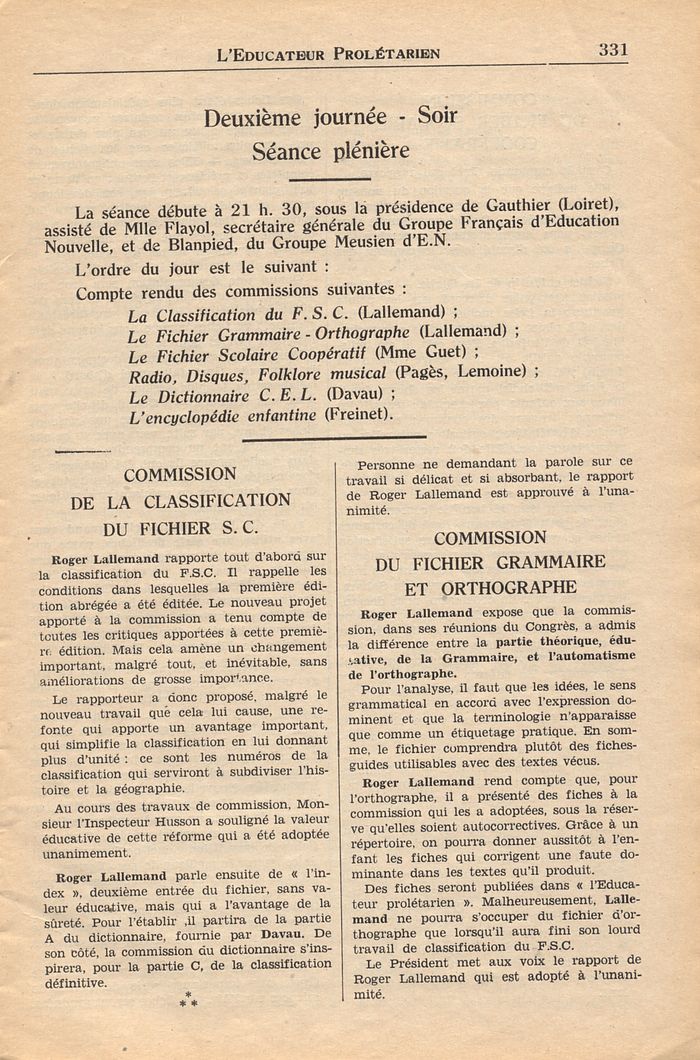 L'Educateur Prolétarien 331
Deuxième journée - Soir
Séance plénière
La séance débute à 21 h. 30, sous la présidence de Gauthier (Loiret),
assisté de Mlle Flayol, secrétaire générale du Groupe Français d'Education
Nouvelle, et de Blanpied, du Groupe Meusien d'E.N.
L'ordre du jour est le suivant :
Compte rendu des commissions suivantes :
La Classification du F. S. C. (Lallemand) ;
Le Fichier Grammaire - Orthographe (Lallemand) ;
Le Fichier Scolaire Coopératif (Mme Guet) ;
Radio, Disques, Folklore musical (Pagès, Lemoine) ;
Le Dictionnaire C. E. L. (Davau) ;
L'encyclopédie enfantine (Freinet).
COMMISSION
DE LA CLASSIFICATION
DU FICHIER S. C.
Roger Lallemand rapporte tout d'abord sur
la classification du F.S.C. Il rappelle les
conditions dans lesquelles la première édi-
tion abrégée a été éditée. Le nouveau projet
apporté à la commission a tenu compte de
toutes les critiques apportées à cette premiè-
re édition. Mais cela amène un changement
important, malgré tout, et inévitable, sans
améliorations de grosse importance.
Le rapporteur a donc proposé, malgré le
nouveau travail que cela lui cause, une re-
fonte qui apporte un avantage important,
qui simplifie la classification en lui donnant
plus d'unité : ce sont les numéros de la
classification qui serviront à subdiviser l'his-
toire et la géographie.
Au cours des travaux de commission, Mon-
sieur l'Inspecteur Husson a souligné la valeur
éducative de cette réforme qui a été adoptée
unanimement.
Roger Lallemand parle ensuite de « l'in-
dex », deuxième entrée du fichier, sans va-
leur éducative, mais qui a l'avantage de la
sûreté. Pour l'établir ,il partira de la partie
A du dictionnaire, fournie par Davau. De
son côté, la commission du dictionnaire s'ins-
pirera, pour la partie C, de la classification
définitive.
*
* *
Personne ne demandant la parole sur ce
travail si délicat et si absorbant, le rapport
de Roger Lallemand est approuvé à l'una-
nimité.
COMMISSION
DU FICHIER GRAMMAIRE
ET ORTHOGRAPHE
Roger Lallemand expose que la commis-
sion, dans ses réunions du Congrès, a admis
la différence entre la partie théorique, édu-
cative, de la Grammaire, et l'automatisme
de l'orthographe.
Pour l'analyse, il faut que les idées, le sens
grammatical en accord avec l'expression do-
minent et que la terminologie n'apparaisse
que comme un étiquetage pratique. En som-
me, le fichier comprendra plutôt des fiches-
guides utilisables avec des textes vécus.
Roger Lallemand rend compte que, pour
l'orthographe, il a présenté des fiches à la
commission qui les a adoptées, sous la réser-
ve qu'elles soient autocorrectives. Grâce à un
répertoire, on pourra donner aussitôt à l'en-
fant les fiches qui corrigent une faute do-
minante dans les textes qu'il produit.
Des fiches seront publiées dans « l'Educa-
teur prolétarien ». Malheureusement, Lalle-
mand ne pourra s'occuper du fichier d'or-
thographe que lorsqu'il aura fini son lourd
travail de classification du F.S.C.
Le Président met aux voix le rapport de
Roger Lallemand qui est adopté à l'unani-
mité.